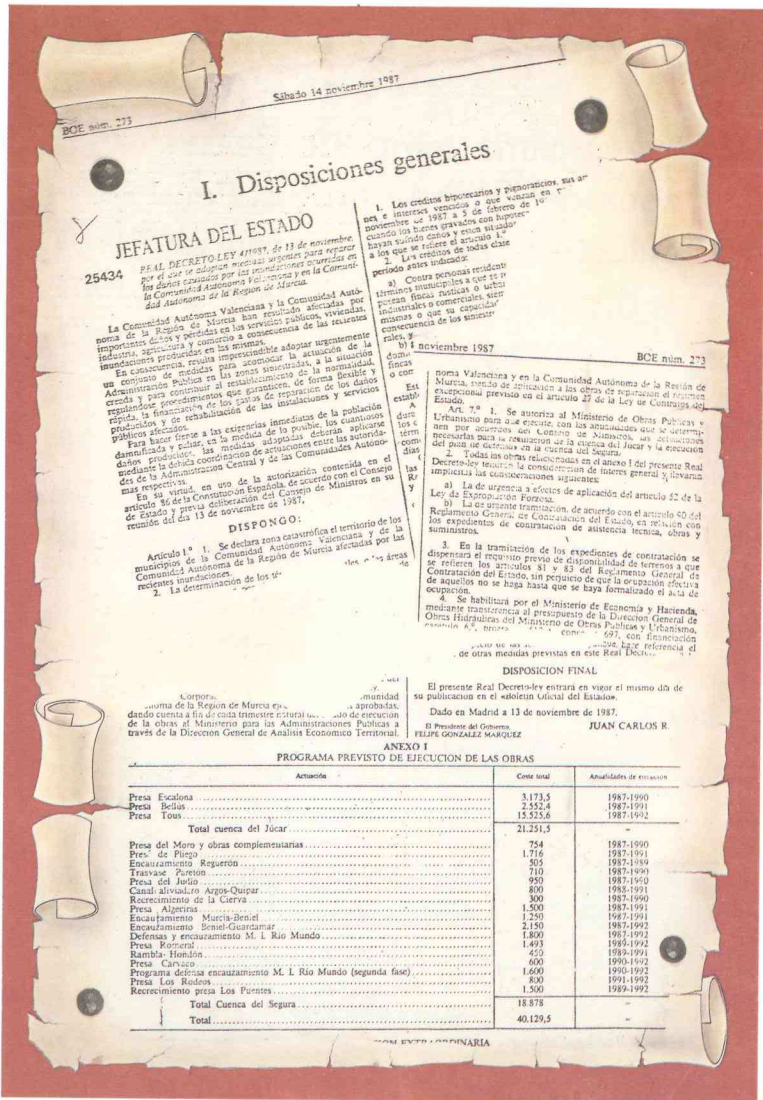 BOE núm. 273
Sábado 14 noviembre 1987
I. Disposiciones generales
JEFATURA DEL ESTADO
25434
REAL DECRETO-LEY 4/1987, de 13 de noviembre,
por el que se adoptan medidas urgentes para reparar
los daños causados por las inundaciones ocurridas en
la Comunidad Autónoma Valenciana y en la Comuni-
dad Autónoma de la Región de Murcia.
La Comunidad Autónoma Valenciana y la Comunidad Autó-
noma de la Región de Murcia han resultado afectadas por
importantes daños y pérdidas en los servicios públicos, viviendas,
industria, agricultura y comercio a consecuencia de las recientes
inundaciones producidas en las mismas.
En consecuencia, resulta imprescindible adoptar urgentemente
un conjunto de medidas para acomodar la actuación de la
Administración Pública en las zonas siniestradas, a la situación
creada y para contribuir al restablecimiento de la normalidad,
regulándose procedimientos que garanticen, de forma flexible y
rápida, la financiación de los gastos de reparación de los daños
producidos y de rehabilitación de las instalaciones y servicios
públicos afectados.
Para hacer frente a las exigencias inmediatas de la población
damnificada y paliar, en la medida de lo posible, los cuantiosos
daños producidos, las medidas adoptadas deberán aplicarse
mediante la debida coordinación de actuaciones entre las autorida-
des de la Administración Central y de las Comunidades Autóno-
mas respectivas.
En su virtud, en uso de la autorización contenida en el
artículo 86 de la Constitución Española, de acuerdo con el Consejo
de Estado y previa deliberación del Consejo de Ministros en su
reunión del día 13 de noviembre de 1987,
DISPONGO:
Artículo 1.º 1. Se declara zona catastrófica el territorio de los
municipios de la Comunidad Autónoma Valenciana y de la
Comunidad Autónoma de la Región de Murcia afectadas por las
recientes inundaciones.
2. La determinación de los áreas
de
1. Los créditos hipotecarios y pignoraticios, sus
e intereses vencidos o que venzan en
noviembre de 1987 a 5 de febrero de
cuando los bienes gravados con
hayan sufrido daños y estén
a los que se refiere el artículo 1.º
2. Los créditos de todas clase
período antes indicado:
a) Contra personas
términos municipales a que se
posean fincas rústicas o
industriales o comerciales,
mismas o que su capacidad
consecuencia de los
rales, y
b)
noviembre 1987
BOE núm. 273
noma Valenciana y en la Comunidad Autónoma de la Región de
Murcia, siendo de aplicación a las obras de reparación el régimen
excepcional previsto en el artículo 27 de la Ley de Contratos del
Estado.
Art. 7.º 1. Se autoriza al Ministerio de Obras Públicas y
Urbanismo para que ejecute, con las anualidades que se determi-
nen por acuerdos del Consejo de Ministros, las actuaciones
necesarias para la regulación de la cuenca del Júcar y la ejecución
del plan de defensas en la cuenca del Segura.
2. Todas las obras relacionadas en el anexo I del presente Real
Decreto-ley tendrán la consideración de interés general y llevarán
implícitas las consideraciones siguientes:
a) La de urgencia a efectos de aplicación del artículo 52 de la
Ley de Expropiación Forzosa.
b) La de urgente tramitación, de acuerdo con el artículo 90 del
Reglamento General de Contratación del Estado, en relación con
los expedientes de contratación de asistencia técnica, obras y
suministros.
3. En la tramitación de los expedientes de contratación se
dispensará el requisito previo de disponibilidad de terrenos a que
se refieren los artículos 81 y 83 del Reglamento General de
Contratación del Estado, sin perjuicio de que la ocupación efectiva
de aquellos no se haga hasta que se haya formalizado el acta de
ocupación.
4. Se habilitará por el Ministerio de Economía y Hacienda,
mediante transferencia al presupuesto de la Dirección General de
Obras Hidráulicas del Ministerio de Obras Públicas y Urbanismo,
697, con financiación
hace referencia el
de otras medidas previstas en este Real
DISPOSICION FINAL
El presente Real Decreto-ley entrará en vigor el mismo día de
su publicación en el «Boletín Oficial del Estado».
Dado en Madrid a 13 de noviembre de 1987.
JUAN CARLOS R.
El Presidente del Gobierno,
FELIPE GONZALEZ MARQUEZ
de la Región de Murcia aprobadas,
dando cuenta a fin de cada trimestre natural de ejecución
de la obras al Ministerio para las Administraciones Públicas a
través de la Dirección General de Análisis Económico Territorial.
ANEXO I
PROGRAMA PREVISTO DE EJECUCION DE LAS OBRAS
Actuación Coste total Anualidades de ejecución
Presa Escalona 3.173,5 1987-1990
Presa Bellús 2.552,4 1987-1991
Presa Tous 15.525,6 1987-1992
Total cuenca del Júcar 21.251,5 -
Presa del Moro y obras complementarias 754 1987-1990
Presa de Pliego 1.716 1987-1991
Encauzamiento Reguerón 505 1987-1989
Trasvase Paretón 710 1987-1990
Presa del Judío 950 1987-1990
Canal aliviadero Argos-Quípar 800 1988-1991
Recrecimiento de la Cierva 300 1987-1990
Presa Algeciras 1.500 1987-1991
Encauzamiento Murcia-Beniel 1.250 1987-1991
Encauzamiento Beniel-Guardamar 2.150 1987-1992
Defensas y encauzamiento M. I. Río Mundo 1.800 1987-1992
Presa Romeral 1.493 1989-1992
Rambla-Hondón 450 1989-1991
Presa Cárcabo 600 1990-1992
Programa defensa encauzamiento M. I. Río Mundo (segunda fase) 1.600 1990-1992
Presa Los Rodeos 800 1991-1992
Recrecimiento presa Los Puentes 1.500 1989-1992
Total Cuenca del Segura 18.878 -
Total 40.129,5 -